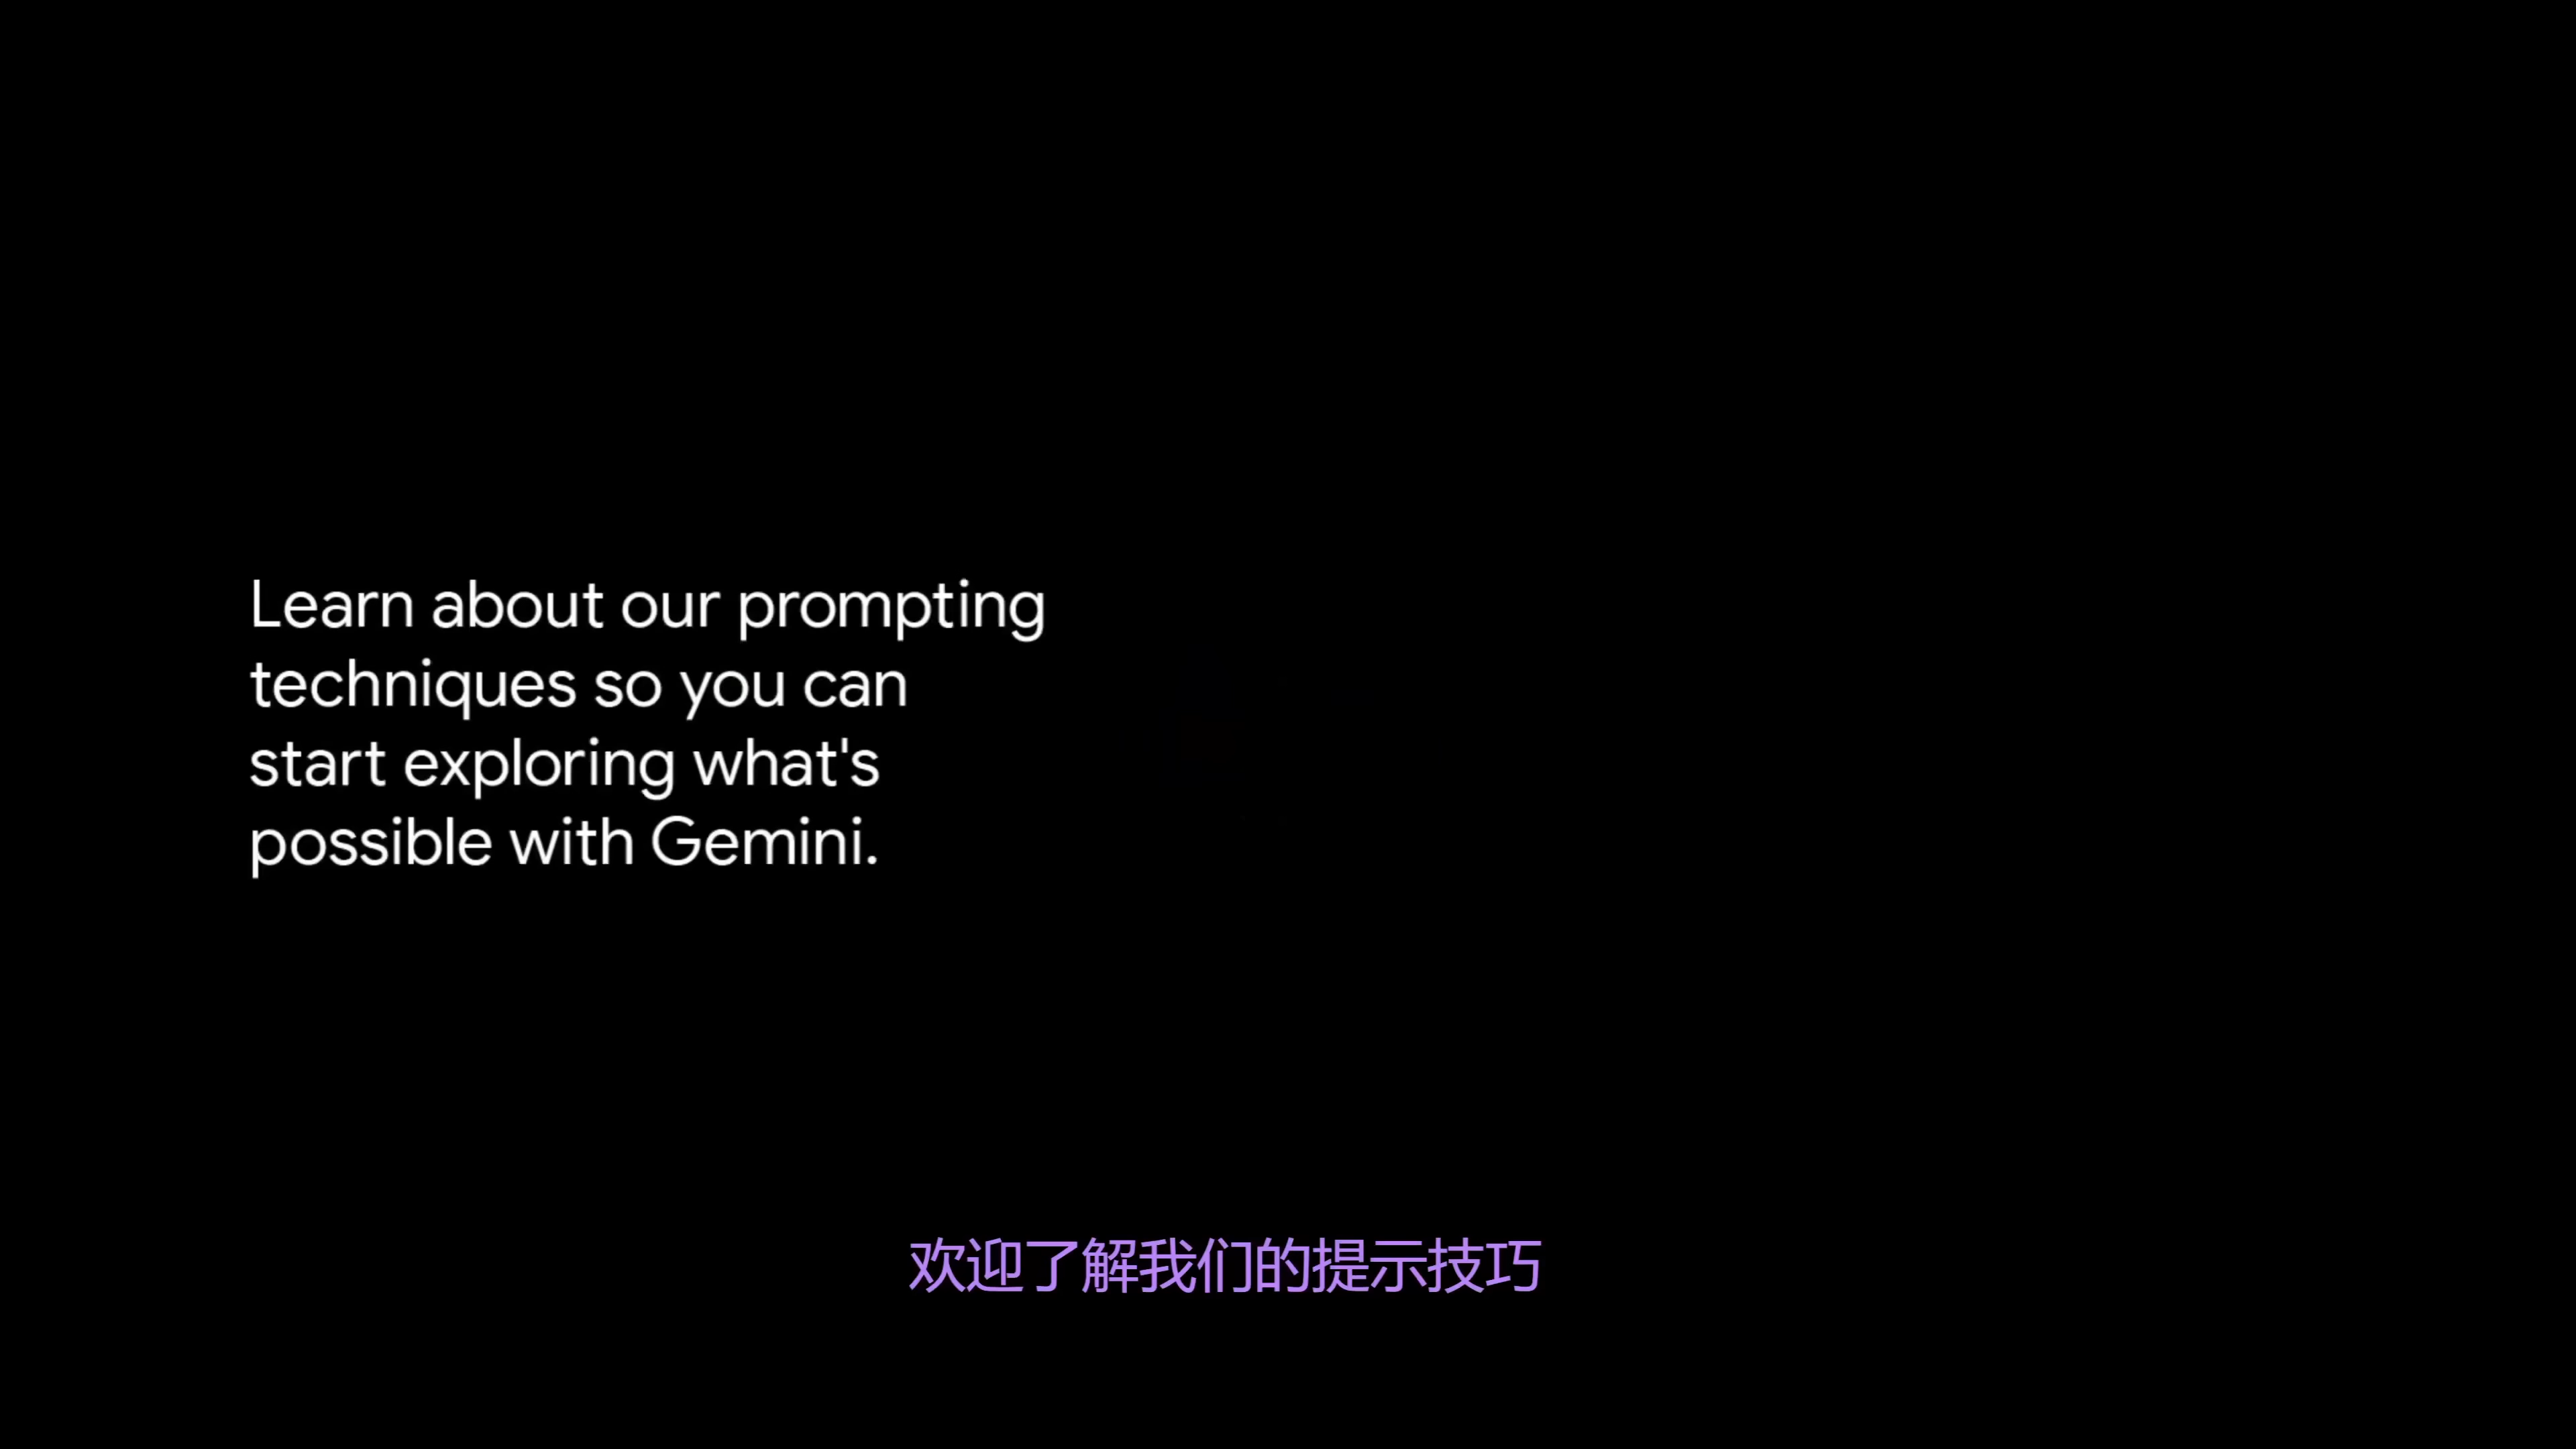 Learn about our prompting
techniques so you can
start exploring what's
possible with Gemini.
欢迎了解我们的提示技巧